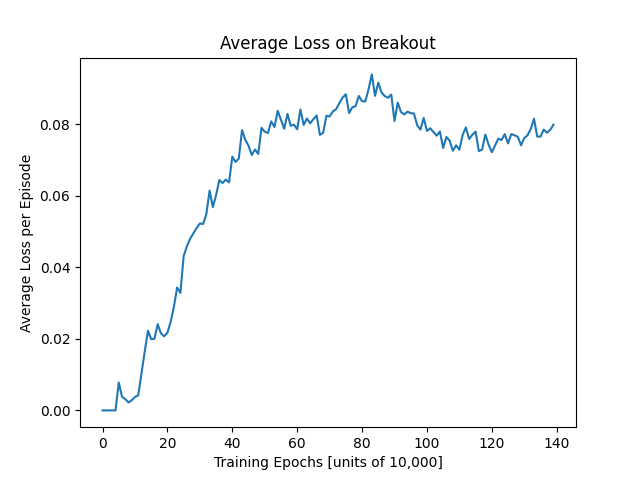 Average Loss on Breakout
Average Loss per Episode
0.08
0.06
0.04
0.02
0.00
0 20 40 60 80 100 120 140
Training Epochs [units of 10,000]